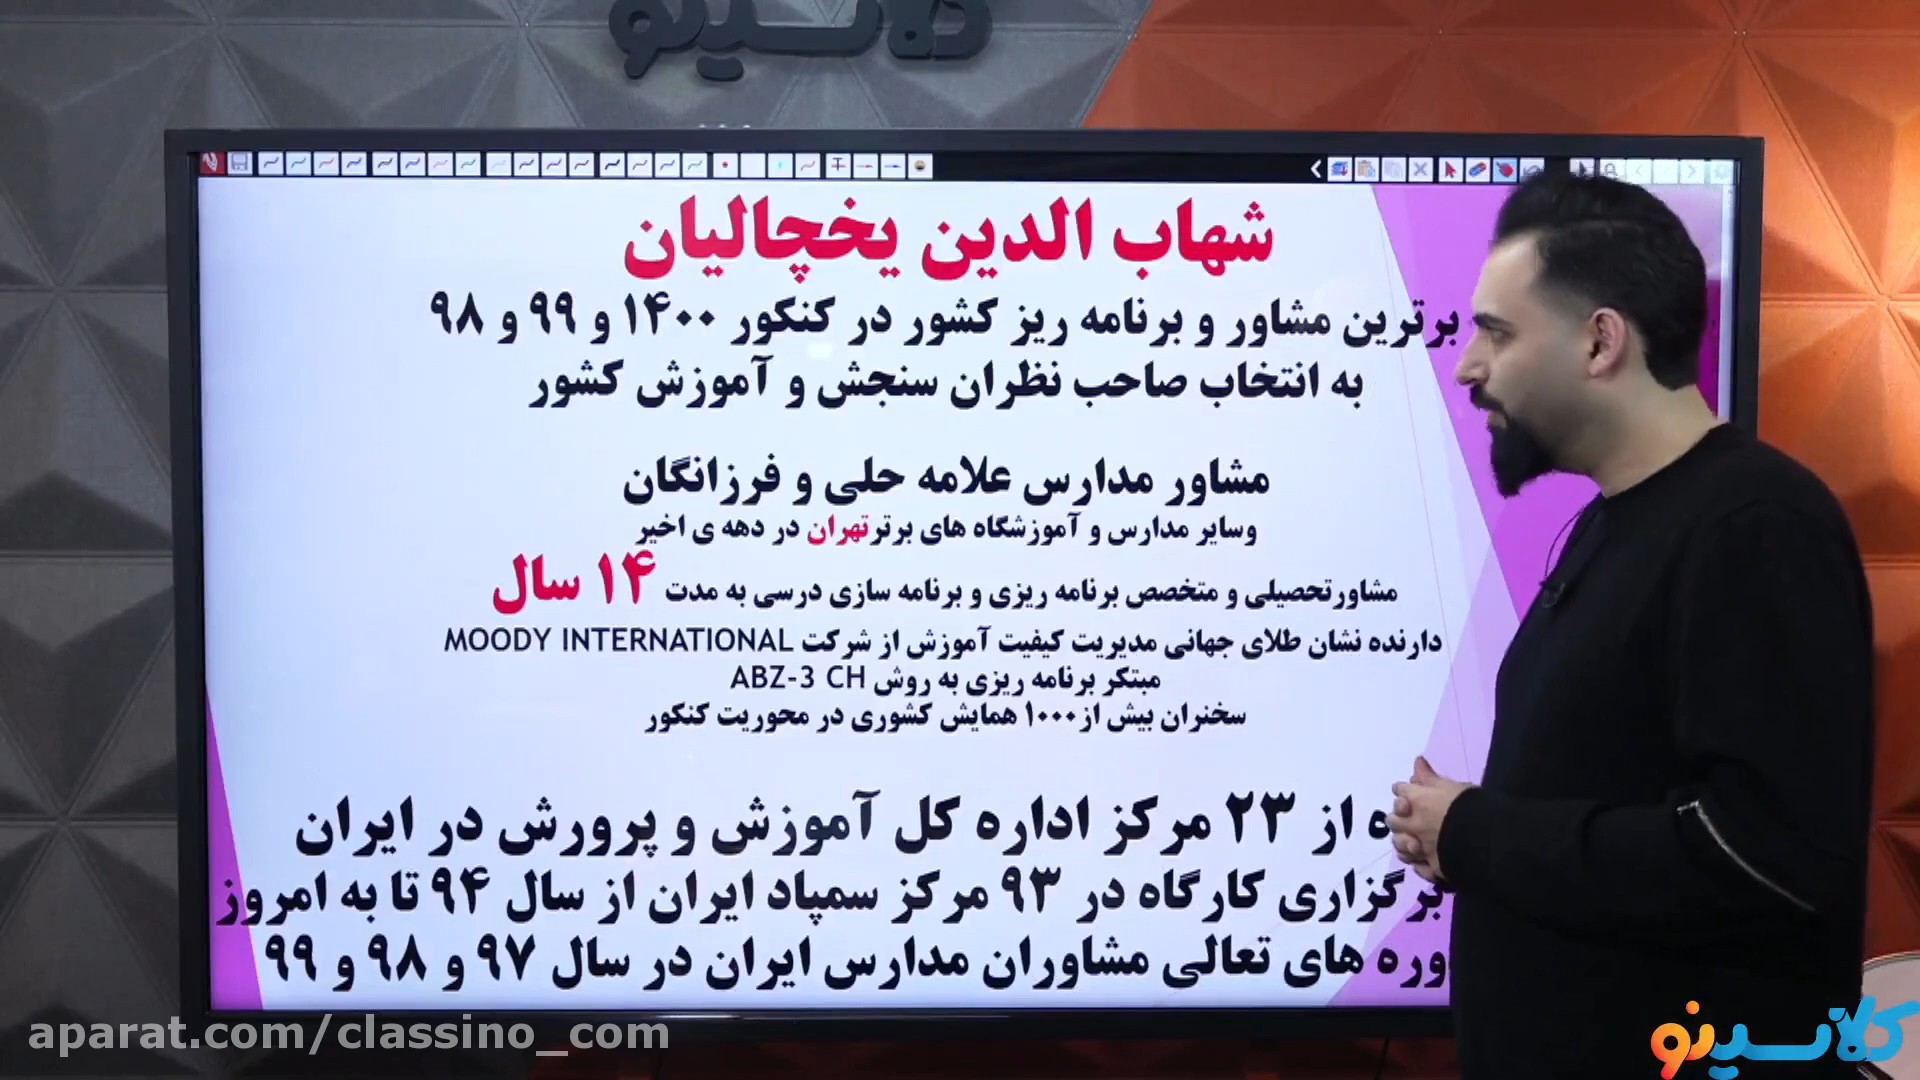 کلاسینو
شهاب الدین یخچالیان
برترین مشاور و برنامه ریز کشور در کنکور ۱۴۰۰ و ۹۹ و ۹۸
به انتخاب صاحب نظران سنجش و آموزش کشور
مشاور مدارس علامه حلی و فرزانگان
وسایر مدارس و آموزشگاه های برترتهران در دهه ی اخیر
مشاورتحصیلی و متخصص برنامه ریزی و برنامه سازی درسی به مدت ۱۴ سال
دارنده نشان طلای جهانی مدیریت کیفیت آموزش از شرکت MOODY INTERNATIONAL
مبتکر برنامه ریزی به روش ABZ-3 CH
سخنران بیش از۱۰۰۰ همایش کشوری در محوریت کنکور
از ۲۳ مرکز اداره کل آموزش و پرورش در ایران
برگزاری کارگاه در ۹۳ مرکز سمپاد ایران از سال ۹۴ تا به امروز
های تعالی مشاوران مدارس ایران در سال ۹۷ و ۹۸ و ۹۹
aparat.com/classino_com
کلاسینو